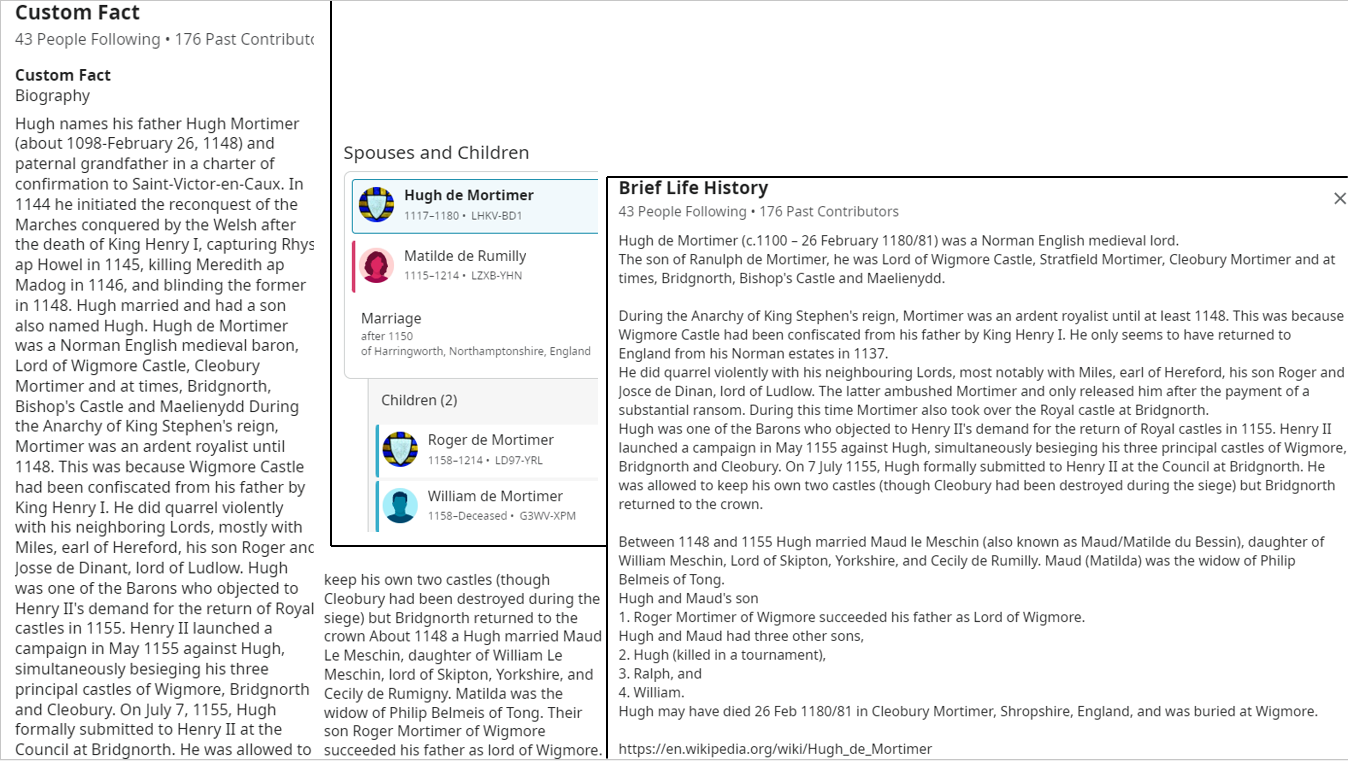 Custom Fact
43 People Following • 176 Past
Custom Fact
Biography
Hugh names his father Hugh Mortimer
(about 1098-February 26, 1148) and
paternal grandfather in a charter of
confirmation to Saint-Victor-en-Caux. In
1144 he initiated the reconquest of the
Marches conquered by the Welsh after
the death of King Henry I, capturing Rhys
ap Howel in 1145, killing Meredith ap
Madog in 1146, and blinding the former
in 1148. Hugh married and had a son
also named Hugh. Hugh de Mortimer
was a Norman English medieval baron,
Lord of Wigmore Castle, Cleobury
Mortimer and at times, Bridgnorth,
Bishop's Castle and Maelienydd During
the Anarchy of King Stephen's reign,
Mortimer was an ardent royalist until
1148. This was because Wigmore Castle
had been confiscated from his father by
King Henry I. He did quarrel violently
with his neighboring Lords, mostly with
Miles, earl of Hereford, his son Roger and
Josse de Dinant, lord of Ludlow. Hugh
was one of the Barons who objected to
Henry II's demand for the return of Royal
castles in 1155. Henry II launched a
campaign in May 1155 against Hugh,
simultaneously besieging his three
principal castles of Wigmore, Bridgnorth
and Cleobury. On July 7, 1155, Hugh
formally submitted to Henry II at the
Council at Bridgnorth. He was allowed to
keep his own two castles (though
Cleobury had been destroyed during the
siege) but Bridgnorth returned to the
crown About 1148 a Hugh married Maud
Le Meschin, daughter of William Le
Meschin, lord of Skipton, Yorkshire, and
Cecily de Rumigny. Matilda was the
widow of Philip Belmeis of Tong. Their
son Roger Mortimer of Wigmore
succeeded his father as lord of Wigmore.
Spouses and Children
Hugh de Mortimer
1117–1180 • LHKV-BD1
Matilde de Rumilly
1115–1214 • LZXB-YHN
Marriage
after 1150
of Harringworth, Northamptonshire, England
Children (2)
Roger de Mortimer
1158–1214 • LD97-YRL
William de Mortimer
1158–Deceased • G3WV-XPM
Brief Life History
43 People Following • 176 Past Contributors
Hugh de Mortimer (c.1100 – 26 February 1180/81) was a Norman English medieval lord.
The son of Ranulph de Mortimer, he was Lord of Wigmore Castle, Stratfield Mortimer, Cleobury Mortimer and at
times, Bridgnorth, Bishop's Castle and Maelienydd.
During the Anarchy of King Stephen's reign, Mortimer was an ardent royalist until at least 1148. This was because
Wigmore Castle had been confiscated from his father by King Henry I. He only seems to have returned to
England from his Norman estates in 1137.
He did quarrel violently with his neighbouring Lords, most notably with Miles, earl of Hereford, his son Roger and
Josce de Dinan, lord of Ludlow. The latter ambushed Mortimer and only released him after the payment of a
substantial ransom. During this time Mortimer also took over the Royal castle at Bridgnorth.
Hugh was one of the Barons who objected to Henry II's demand for the return of Royal castles in 1155. Henry II
launched a campaign in May 1155 against Hugh, simultaneously besieging his three principal castles of Wigmore,
Bridgnorth and Cleobury. On 7 July 1155, Hugh formally submitted to Henry II at the Council at Bridgnorth. He
was allowed to keep his own two castles (though Cleobury had been destroyed during the siege) but Bridgnorth
returned to the crown.
Between 1148 and 1155 Hugh married Maud le Meschin (also known as Maud/Matilde du Bessin), daughter of
William Meschin, Lord of Skipton, Yorkshire, and Cecily de Rumilly. Maud (Matilda) was the widow of Philip
Belmeis of Tong.
Hugh and Maud's son
1. Roger Mortimer of Wigmore succeeded his father as Lord of Wigmore.
Hugh and Maud had three other sons,
2. Hugh (killed in a tournament),
3. Ralph, and
4. William.
Hugh may have died 26 Feb 1180/81 in Cleobury Mortimer, Shropshire, England, and was buried at Wigmore.
https://en.wikipedia.org/wiki/Hugh_de_Mortimer